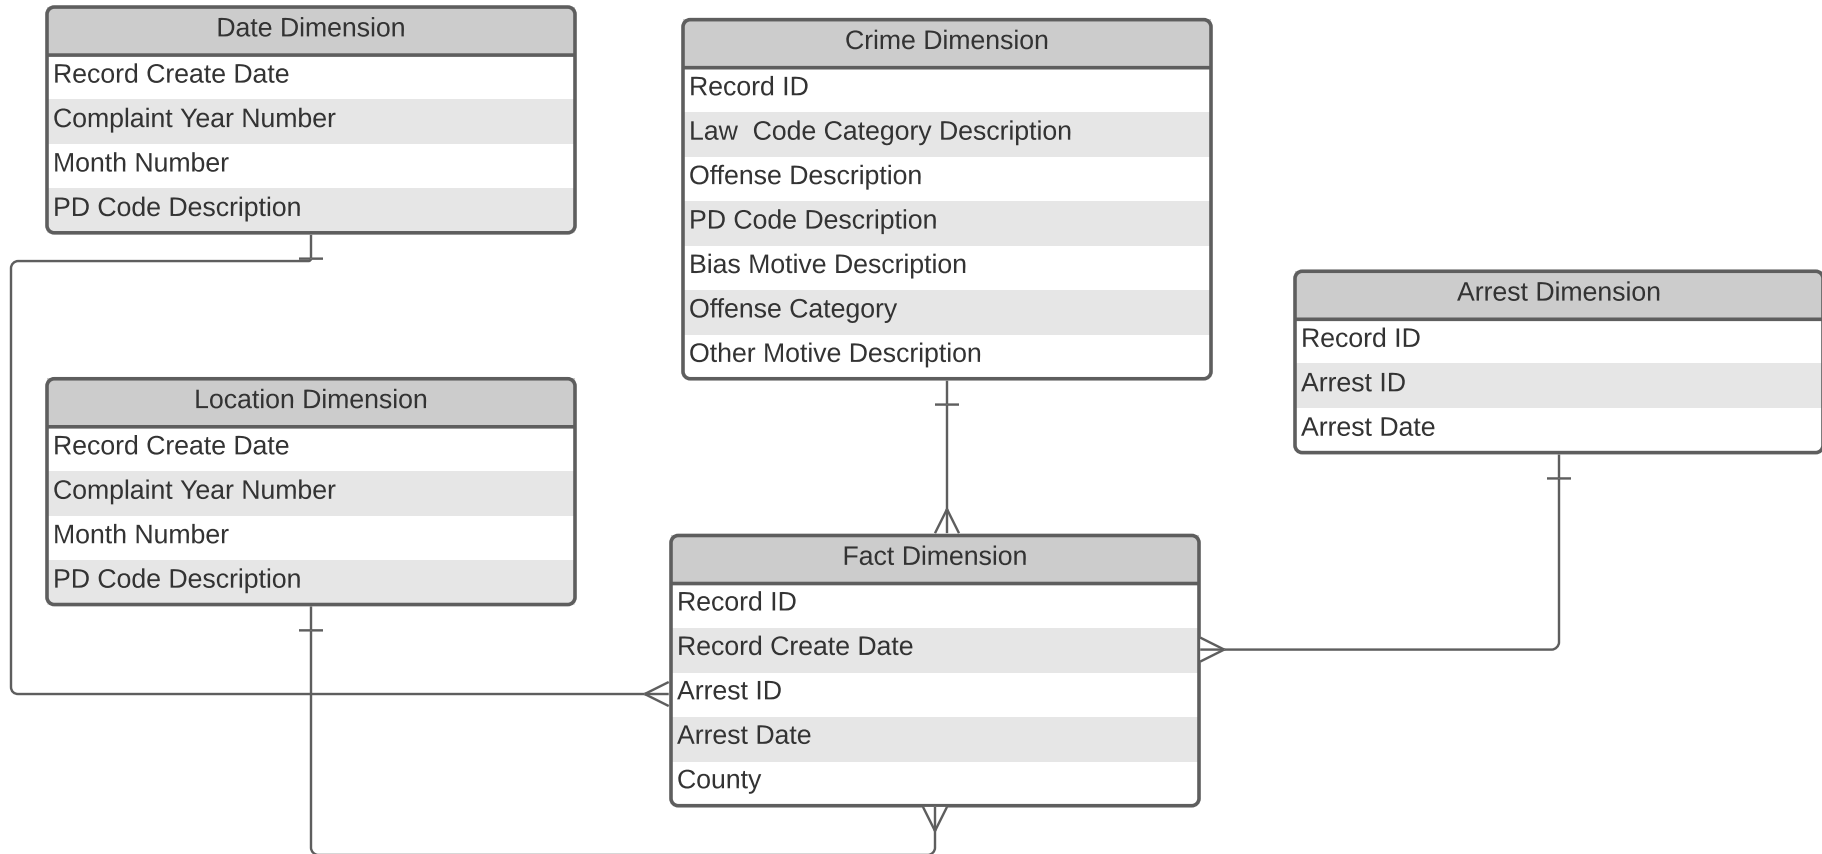 Date Dimension
Record Create Date
Complaint Year Number
Month Number
PD Code Description
Crime Dimension
Record ID
Law  Code Category Description
Offense Description
PD Code Description
Bias Motive Description
Offense Category
Other Motive Description
Arrest Dimension
Record ID
Arrest ID
Arrest Date
Location Dimension
Record Create Date
Complaint Year Number
Month Number
PD Code Description
Fact Dimension
Record ID
Record Create Date
Arrest ID
Arrest Date
County